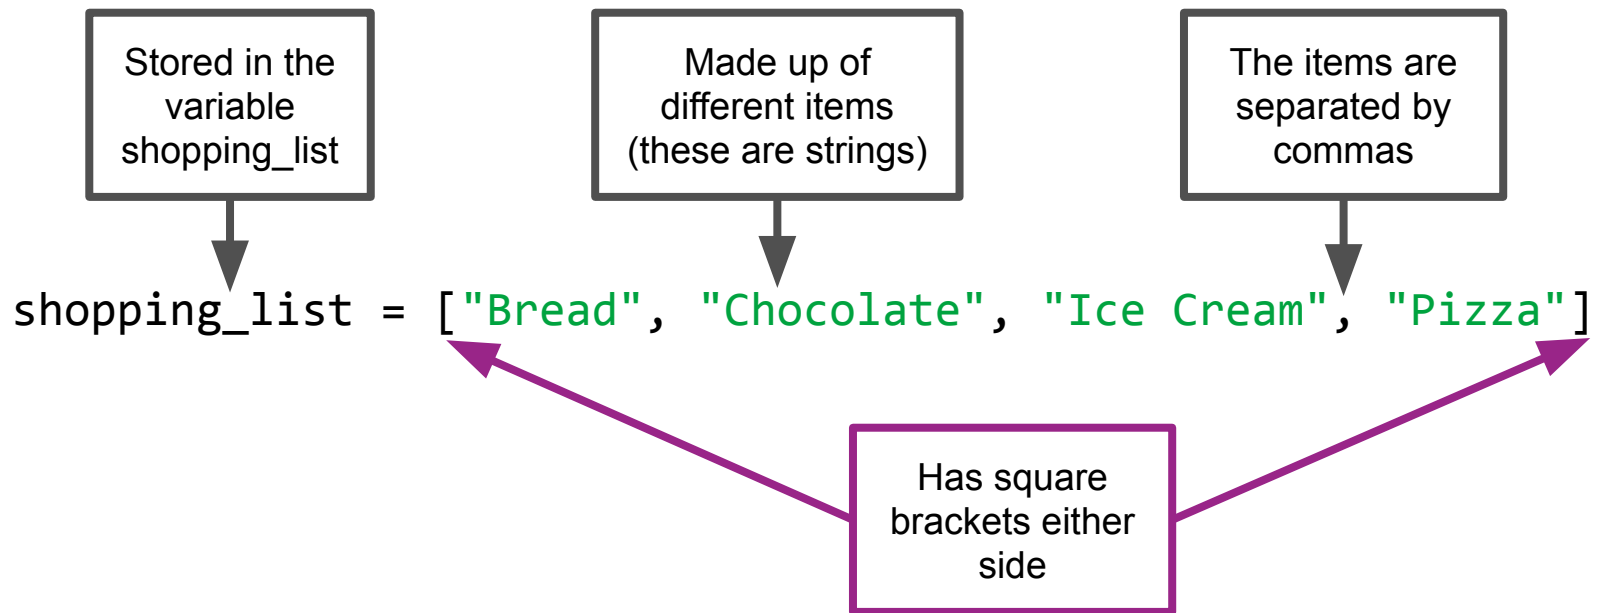 Stored in the
variable
shopping_list
Made up of
different items
(these are strings)
The items are
separated by
commas
shopping_list = ["Bread", "Chocolate", "Ice Cream", "Pizza"]
Has square
brackets either
side